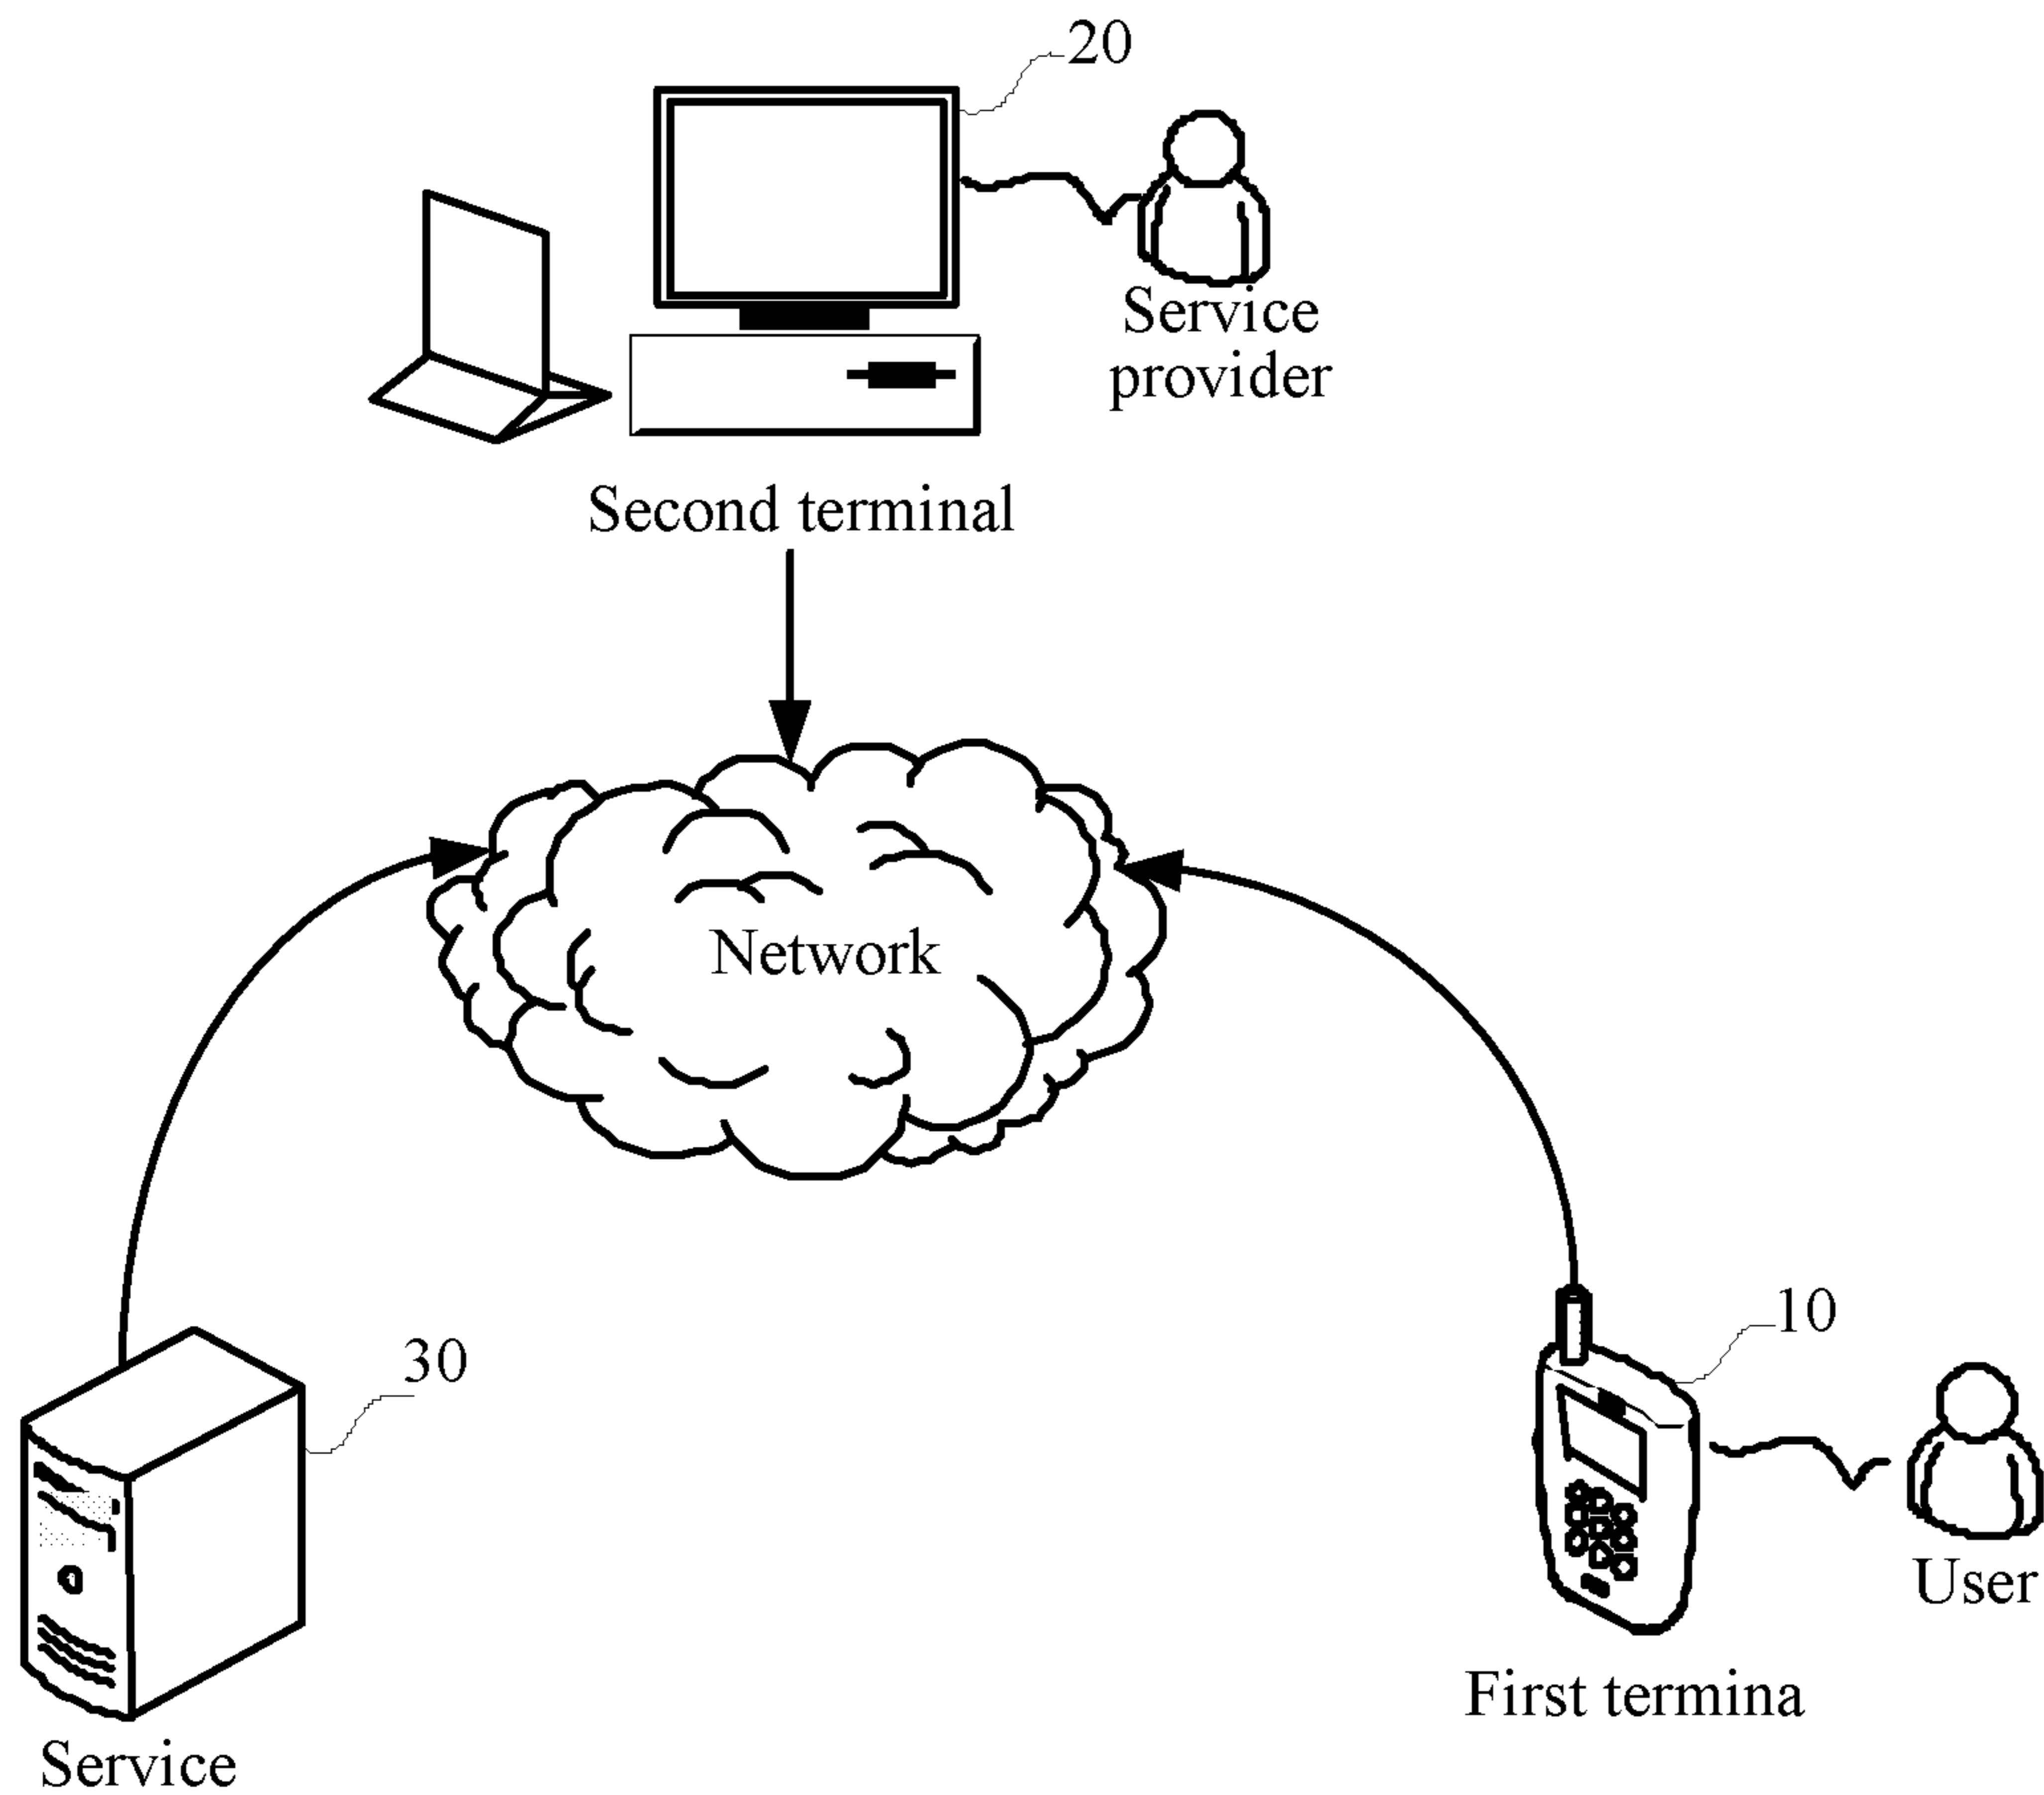 20
Service
provider
Second terminal
Network
30
10
User
First termina
Service